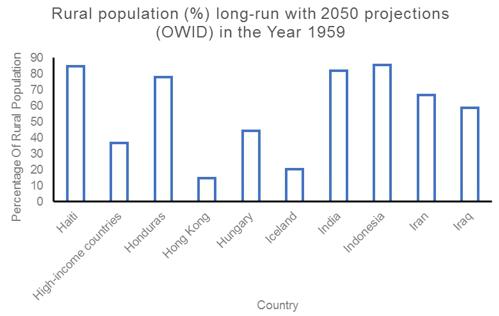 Rural population (%) long-run with 2050 projections
(OWID) in the Year 1959
Percentage Of Rural Population
90
80
70
60
50
40
30
20
10
0
Haiti
High-income countries
Honduras
Hong Kong
Hungary
Iceland
India
Indonesia
Iran
Iraq
Country